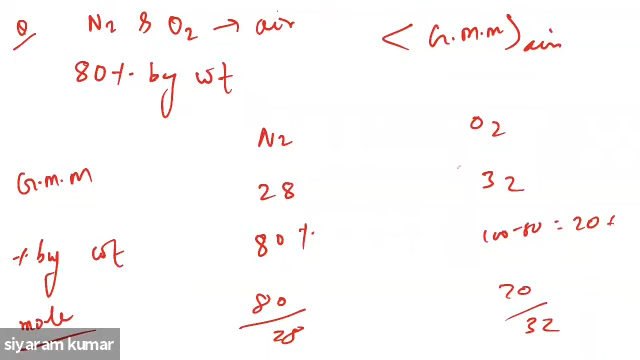 Q N2 & O2 → air < G.M.M >air
80% by wt
N2 O2
G.M.M 28 32
% by wt 80 % 100-80 = 20 %
mole 80/28 20/32
siyaram kumar